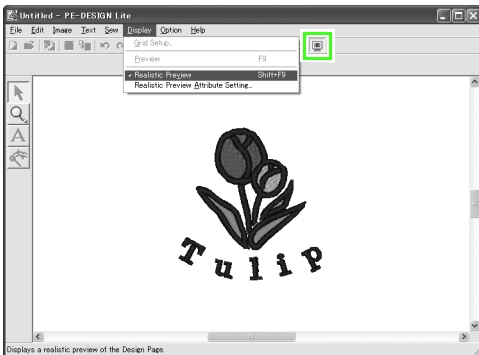 Untitled - PE-DESIGN Lite
File Edit Image Text Sew Display Option Help
Grid Setup...
Preview F9
Realistic Preview Shift+F9
Realistic Preview Attribute Setting...
A
Tulip
Displays a realistic preview of the Design Page.